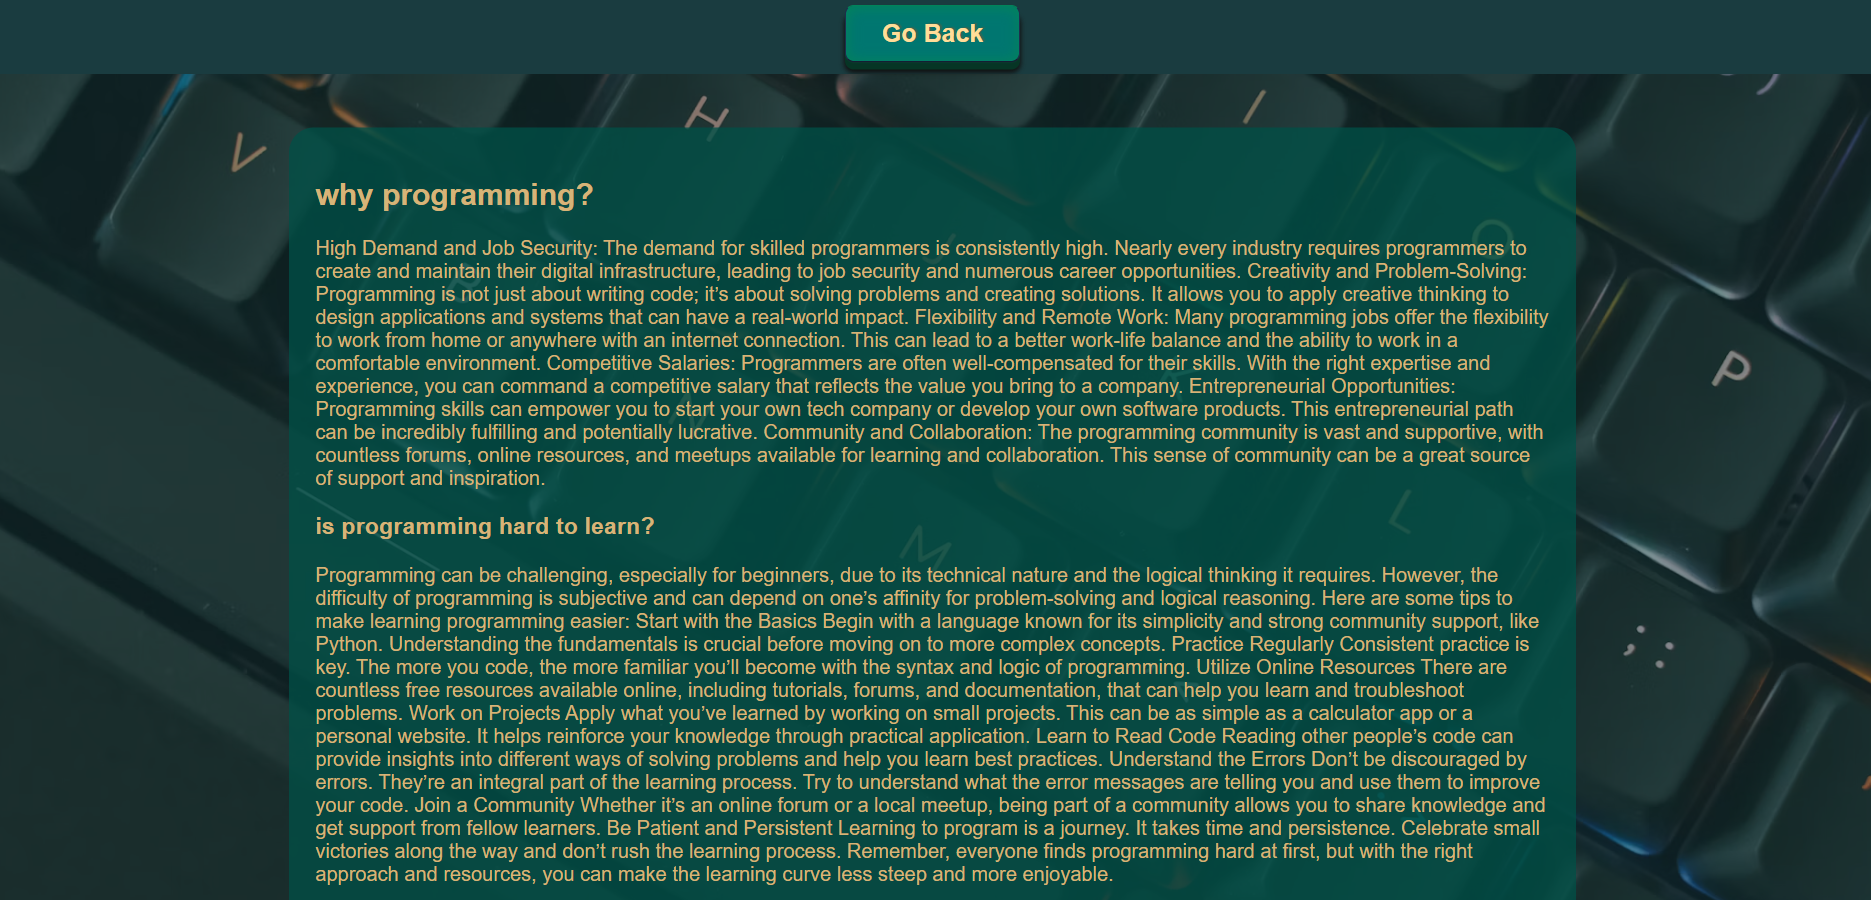 Go Back
V
H
I
why programming?
High Demand and Job Security: The demand for skilled programmers is consistently high. Nearly every industry requires programmers to
create and maintain their digital infrastructure, leading to job security and numerous career opportunities. Creativity and Problem-Solving:
Programming is not just about writing code; it’s about solving problems and creating solutions. It allows you to apply creative thinking to
design applications and systems that can have a real-world impact. Flexibility and Remote Work: Many programming jobs offer the flexibility
to work from home or anywhere with an internet connection. This can lead to a better work-life balance and the ability to work in a
comfortable environment. Competitive Salaries: Programmers are often well-compensated for their skills. With the right expertise and
experience, you can command a competitive salary that reflects the value you bring to a company. Entrepreneurial Opportunities:
Programming skills can empower you to start your own tech company or develop your own software products. This entrepreneurial path
can be incredibly fulfilling and potentially lucrative. Community and Collaboration: The programming community is vast and supportive, with
countless forums, online resources, and meetups available for learning and collaboration. This sense of community can be a great source
of support and inspiration.
is programming hard to learn?
Programming can be challenging, especially for beginners, due to its technical nature and the logical thinking it requires. However, the
difficulty of programming is subjective and can depend on one’s affinity for problem-solving and logical reasoning. Here are some tips to
make learning programming easier: Start with the Basics Begin with a language known for its simplicity and strong community support, like
Python. Understanding the fundamentals is crucial before moving on to more complex concepts. Practice Regularly Consistent practice is
key. The more you code, the more familiar you’ll become with the syntax and logic of programming. Utilize Online Resources There are
countless free resources available online, including tutorials, forums, and documentation, that can help you learn and troubleshoot
problems. Work on Projects Apply what you’ve learned by working on small projects. This can be as simple as a calculator app or a
personal website. It helps reinforce your knowledge through practical application. Learn to Read Code Reading other people’s code can
provide insights into different ways of solving problems and help you learn best practices. Understand the Errors Don’t be discouraged by
errors. They’re an integral part of the learning process. Try to understand what the error messages are telling you and use them to improve
your code. Join a Community Whether it’s an online forum or a local meetup, being part of a community allows you to share knowledge and
get support from fellow learners. Be Patient and Persistent Learning to program is a journey. It takes time and persistence. Celebrate small
victories along the way and don’t rush the learning process. Remember, everyone finds programming hard at first, but with the right
approach and resources, you can make the learning curve less steep and more enjoyable.
J
O
B
K
N
P
M
L
; :